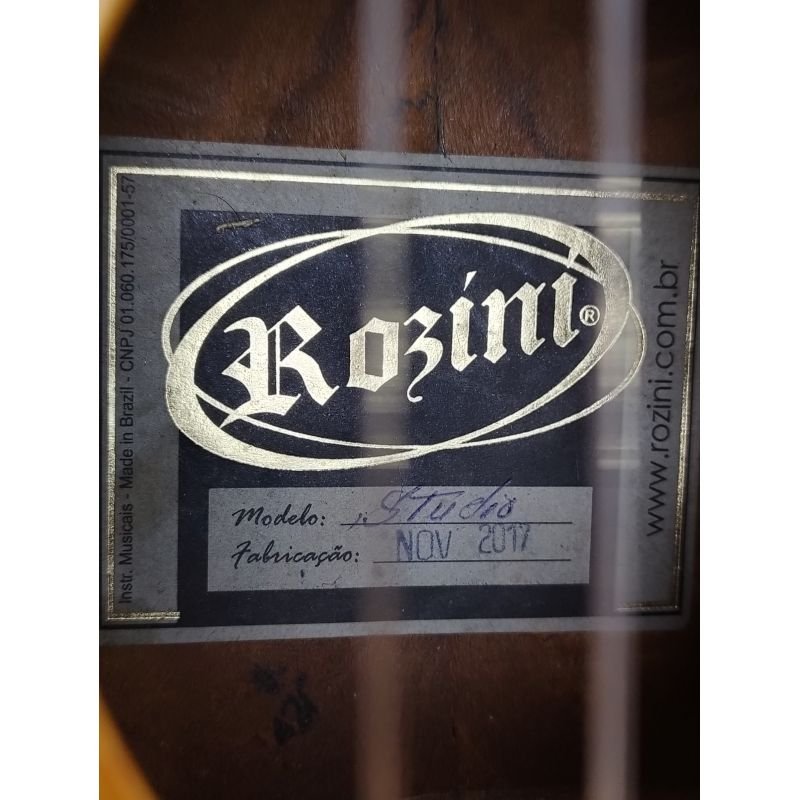 Instr. Musicais - Made in Brazil - CNPJ 01.060.175/0001-57
Rozini®
www.rozini.com.br
Modelo: Studio
Fabricação: NOV 2017